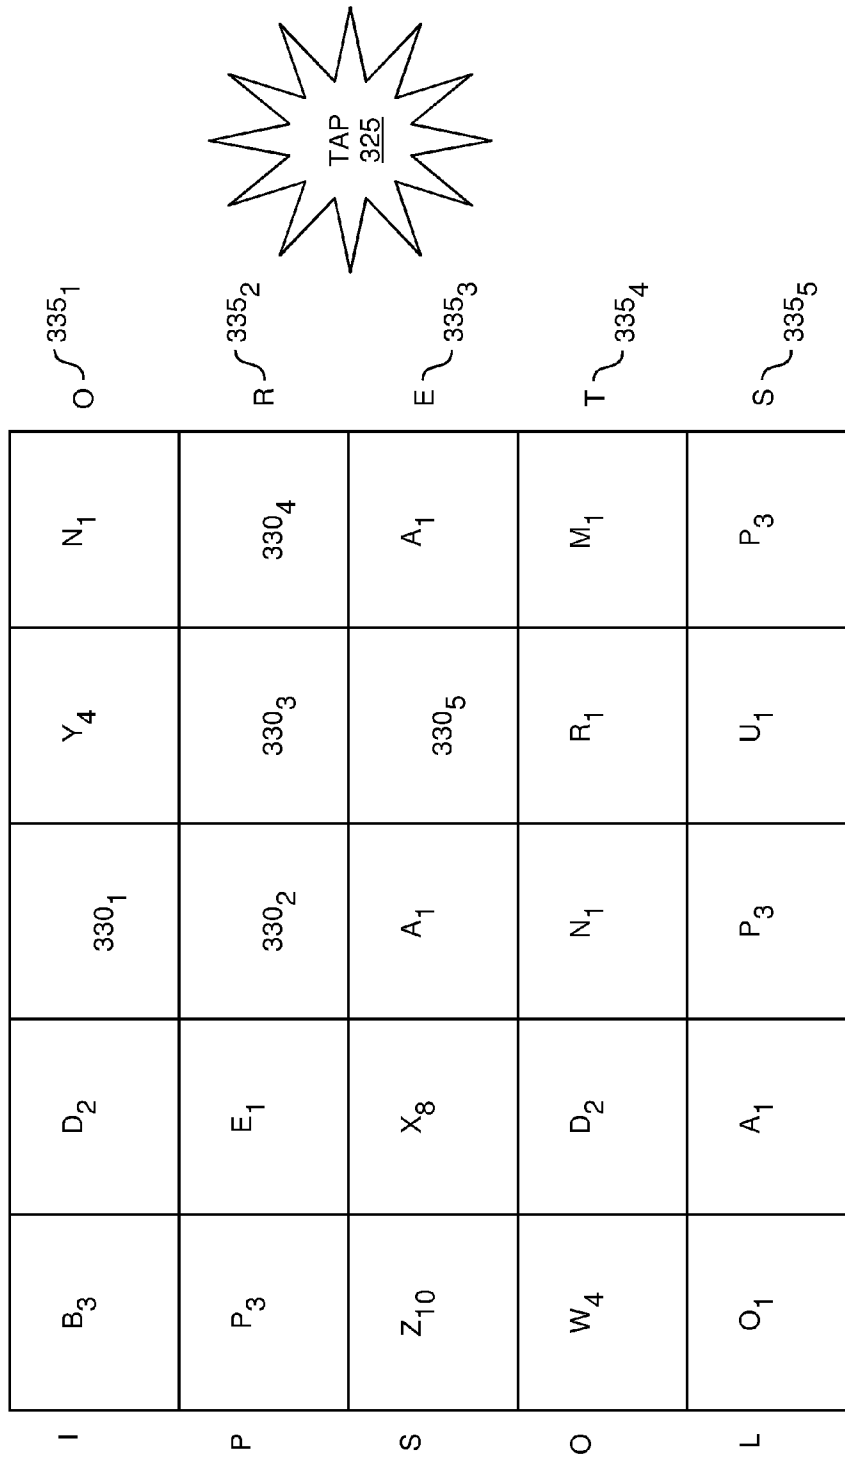 L O S P I
O₁ W₄ Z₁₀ P₃ B₃
A₁ D₂ X₈ E₁ D₂
P₃ N₁ A₁ 330₂ 330₁
U₁ R₁ 330₅ 330₃ Y₄
P₃ M₁ A₁ 330₄ N₁
S T E R O
335₅ 335₄ 335₃ 335₂ 335₁
TAP
325